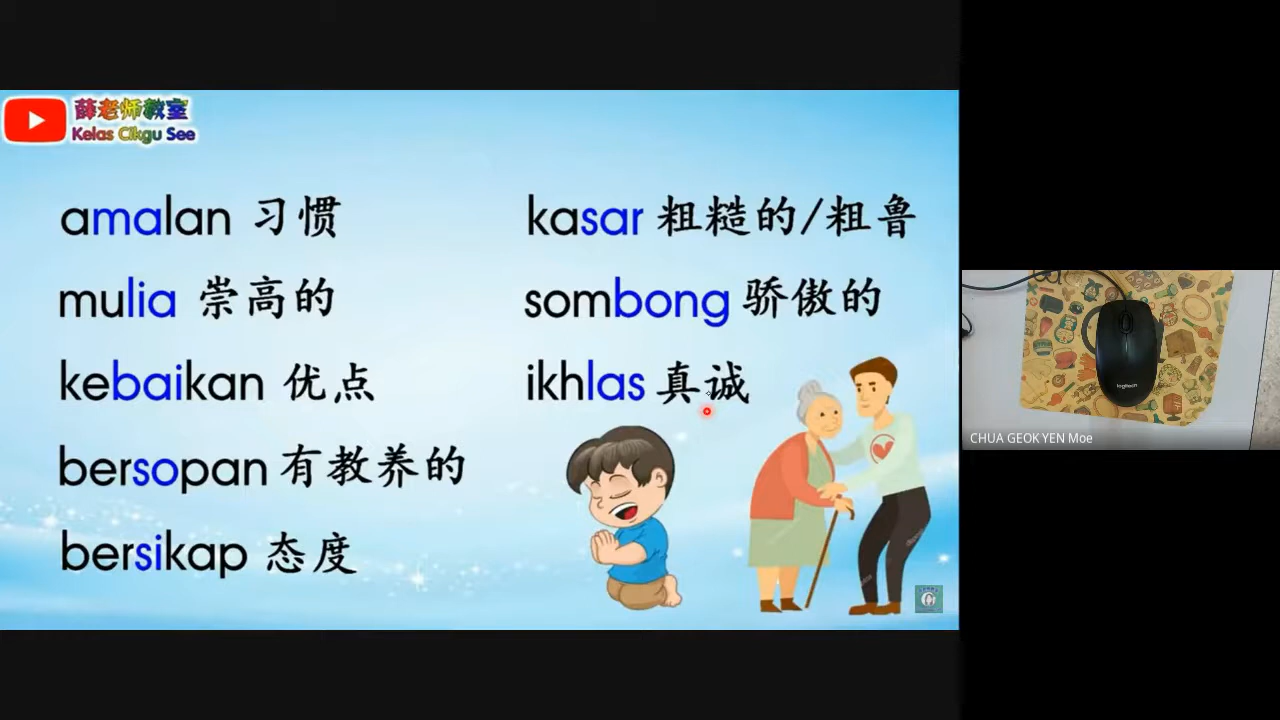 薛老师教室
Kelas Cikgu See
amalan 习惯
mulia 崇高的
kebaikan 优点
bersopan 有教养的
bersikap 态度
kasar 粗糙的/粗鲁
sombong 骄傲的
ikhlas 真诚
logitech
CHUA GEOK YEN Moe